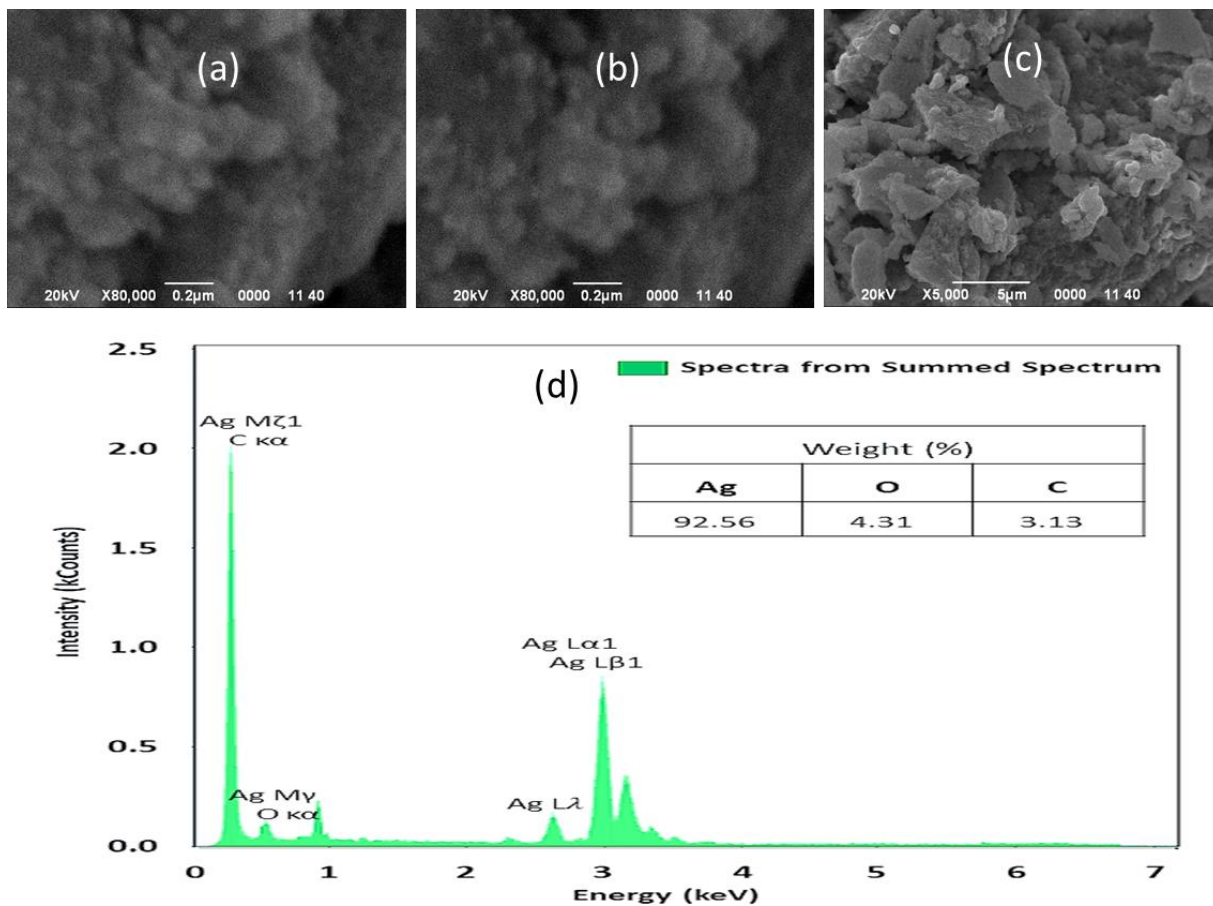 (a)
20kV X80,000 0.2µm 0000 11 40
(b)
20kV X80,000 0.2µm 0000 11 40
(c)
20kV X5,000 5µm 0000 11 40
(d)
Spectra from Summed Spectrum
Weight (%)
Ag O C
92.56 4.31 3.13
Ag Mζ1
C κα
Ag Mγ
O κα
Ag Lλ
Ag Lα1
Ag Lβ1
Intensity (kCounts)
2.5
2.0
1.5
1.0
0.5
0.0
0 1 2 3 4 5 6 7
Energy (keV)